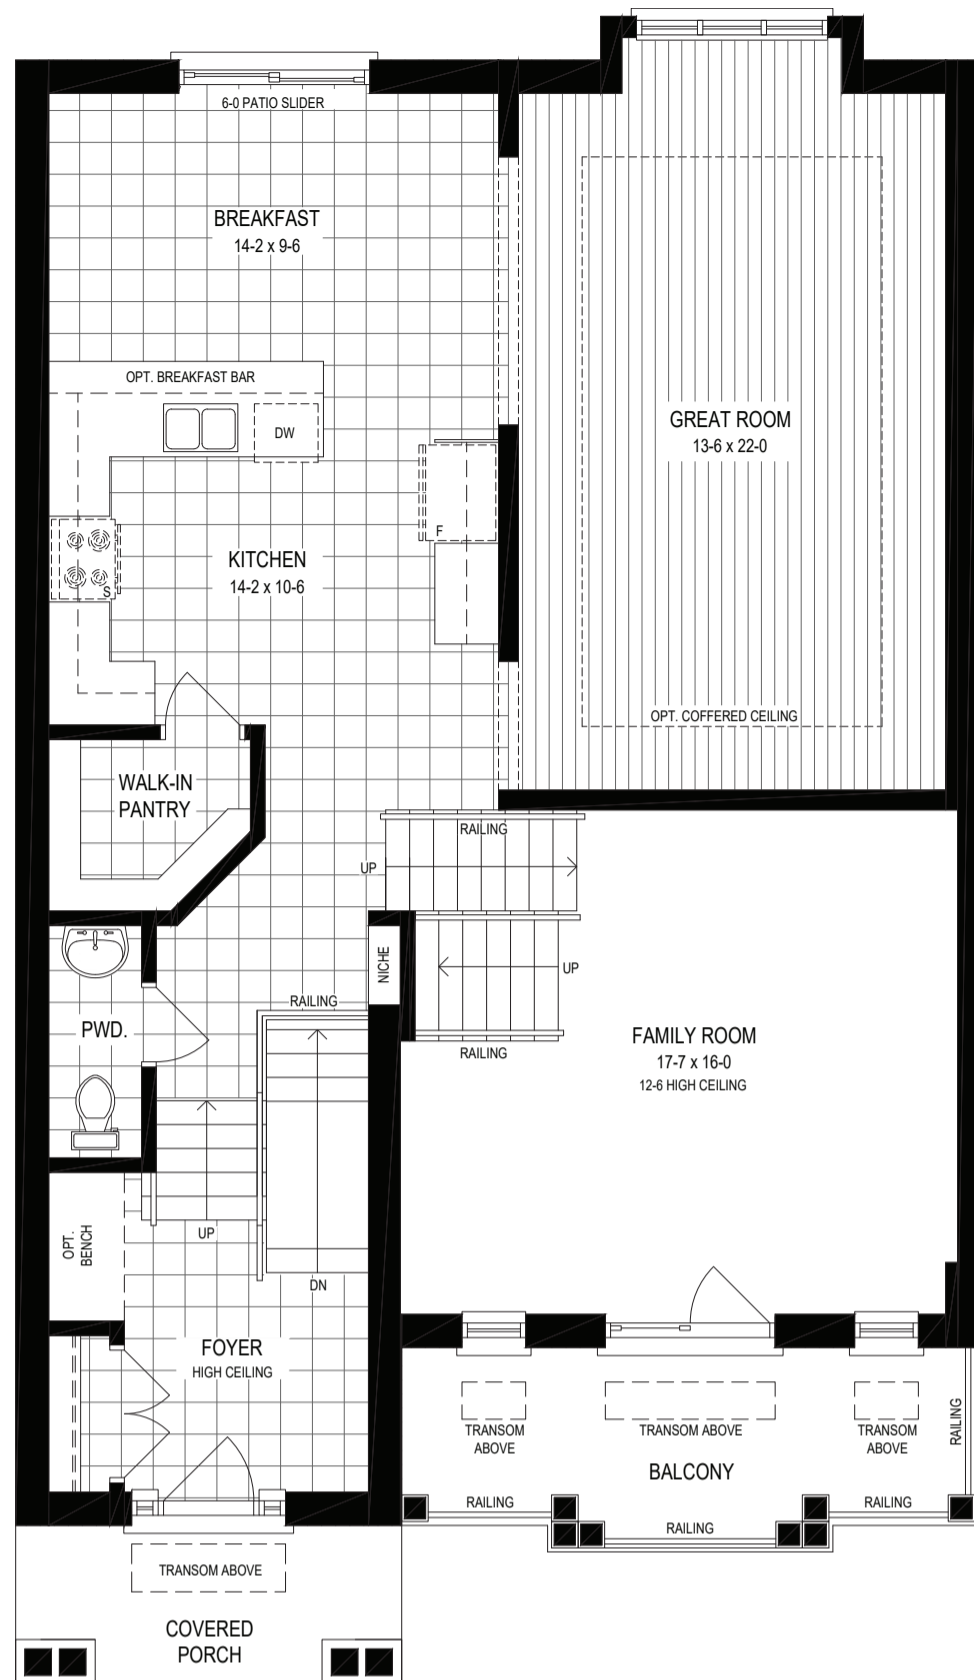 6-0 PATIO SLIDER
BREAKFAST
14-2 x 9-6
OPT. BREAKFAST BAR
DW
GREAT ROOM
13-6 x 22-0
F
KITCHEN
14-2 x 10-6
S
OPT. COFFERED CEILING
WALK-IN
PANTRY
RAILING
UP
NICHE
UP
RAILING
PWD.
RAILING
FAMILY ROOM
17-7 x 16-0
12-6 HIGH CEILING
UP
OPT.
BENCH
DN
FOYER
HIGH CEILING
TRANSOM
ABOVE
TRANSOM ABOVE
TRANSOM
ABOVE
RAILING
BALCONY
RAILING
RAILING
RAILING
TRANSOM ABOVE
COVERED
PORCH